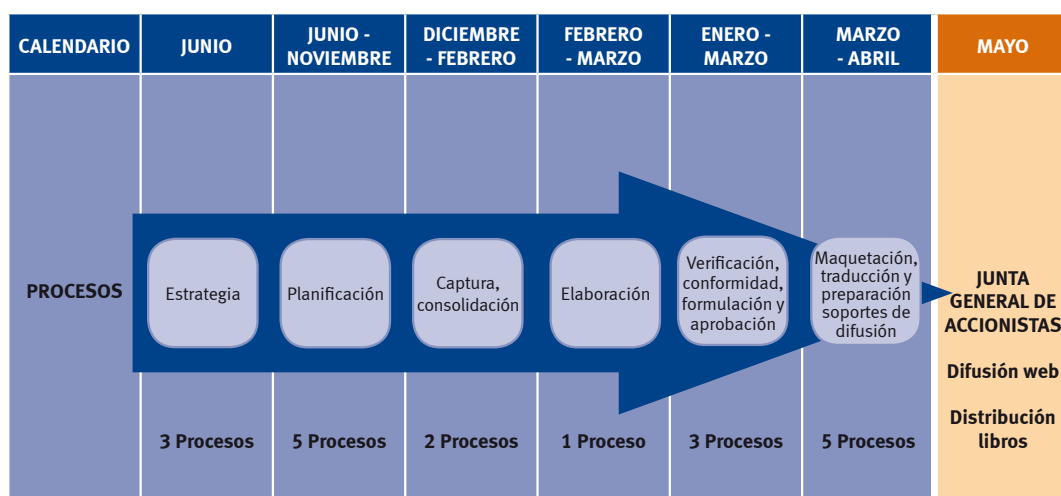 CALENDARIO
JUNIO
JUNIO -
NOVIEMBRE
DICIEMBRE
- FEBRERO
FEBRERO
- MARZO
ENERO -
MARZO
MARZO
- ABRIL
MAYO
PROCESOS
Estrategia
Planificación
Captura,
consolidación
Elaboración
Verificación,
conformidad,
formulación y
aprobación
Maquetación,
traducción y
preparación
soportes de
difusión
JUNTA
GENERAL DE
ACCIONISTAS
Difusión web
Distribución
libros
3 Procesos
5 Procesos
2 Procesos
1 Proceso
3 Procesos
5 Procesos